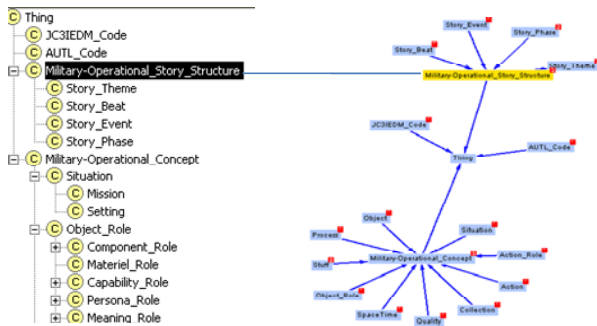 Thing
JC3IEDM_Code
AUTL_Code
Military-Operational_Story_Structure
Story_Theme
Story_Beat
Story_Event
Story_Phase
Military-Operational_Concept
Situation
Mission
Setting
Object_Role
Component_Role
Materiel_Role
Capability_Role
Persona_Role
Meaning_Role
Story_Event
Story_Phase
Story_Beat
Story_Theme
Military-Operational_Story_Structure
JC3IEDM_Code
AUTL_Code
Thing
Object
Situation
Process
Military-Operational_Concept
Action_Role
Stuff
Object_Role
Action
SpaceTime
Collection
Quality